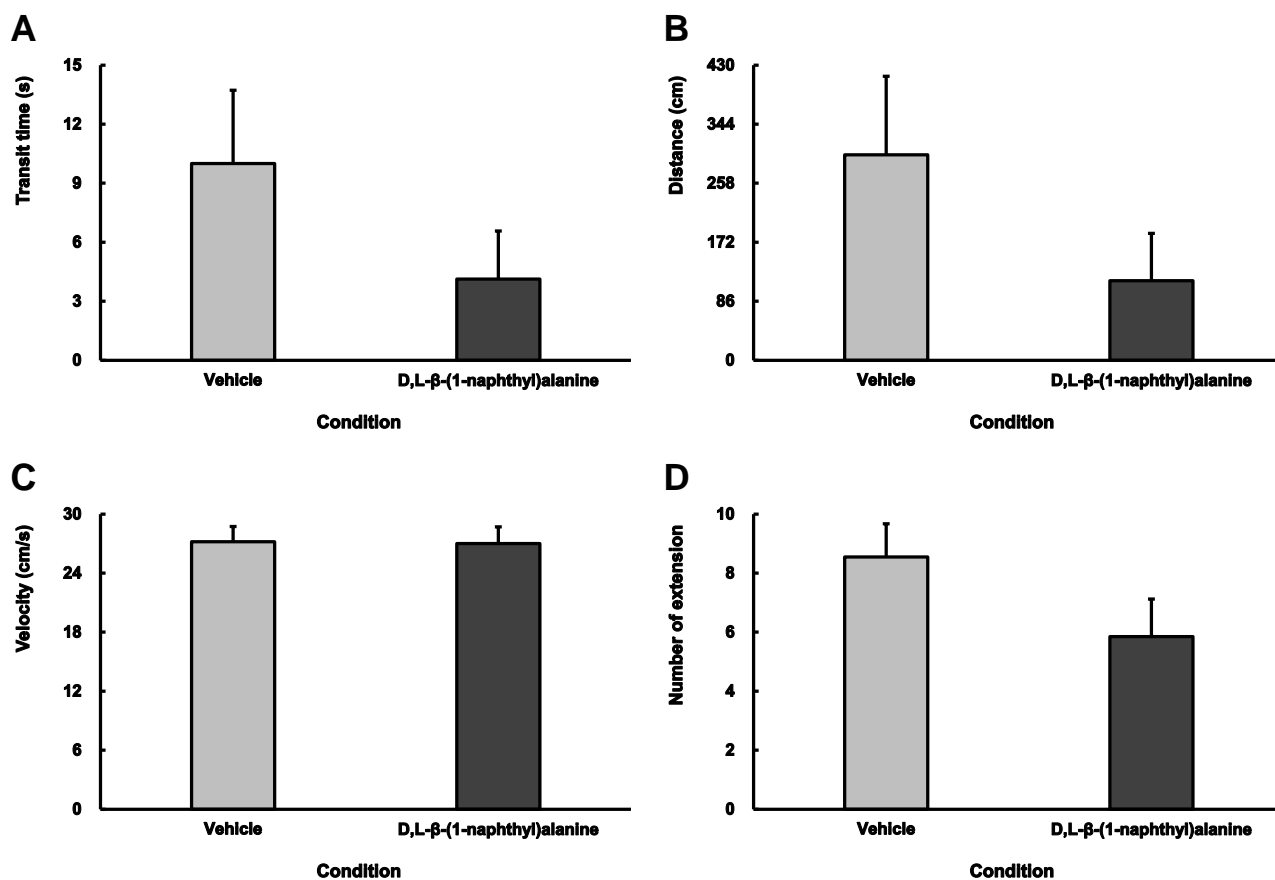 A
Transit time (s)
15
12
9
6
3
0
Vehicle
D,L-β-(1-naphthyl)alanine
Condition
B
Distance (cm)
430
344
258
172
86
0
Vehicle
D,L-β-(1-naphthyl)alanine
Condition
C
Velocity (cm/s)
30
24
18
12
6
0
Vehicle
D,L-β-(1-naphthyl)alanine
Condition
D
Number of extension
10
8
6
4
2
0
Vehicle
D,L-β-(1-naphthyl)alanine
Condition